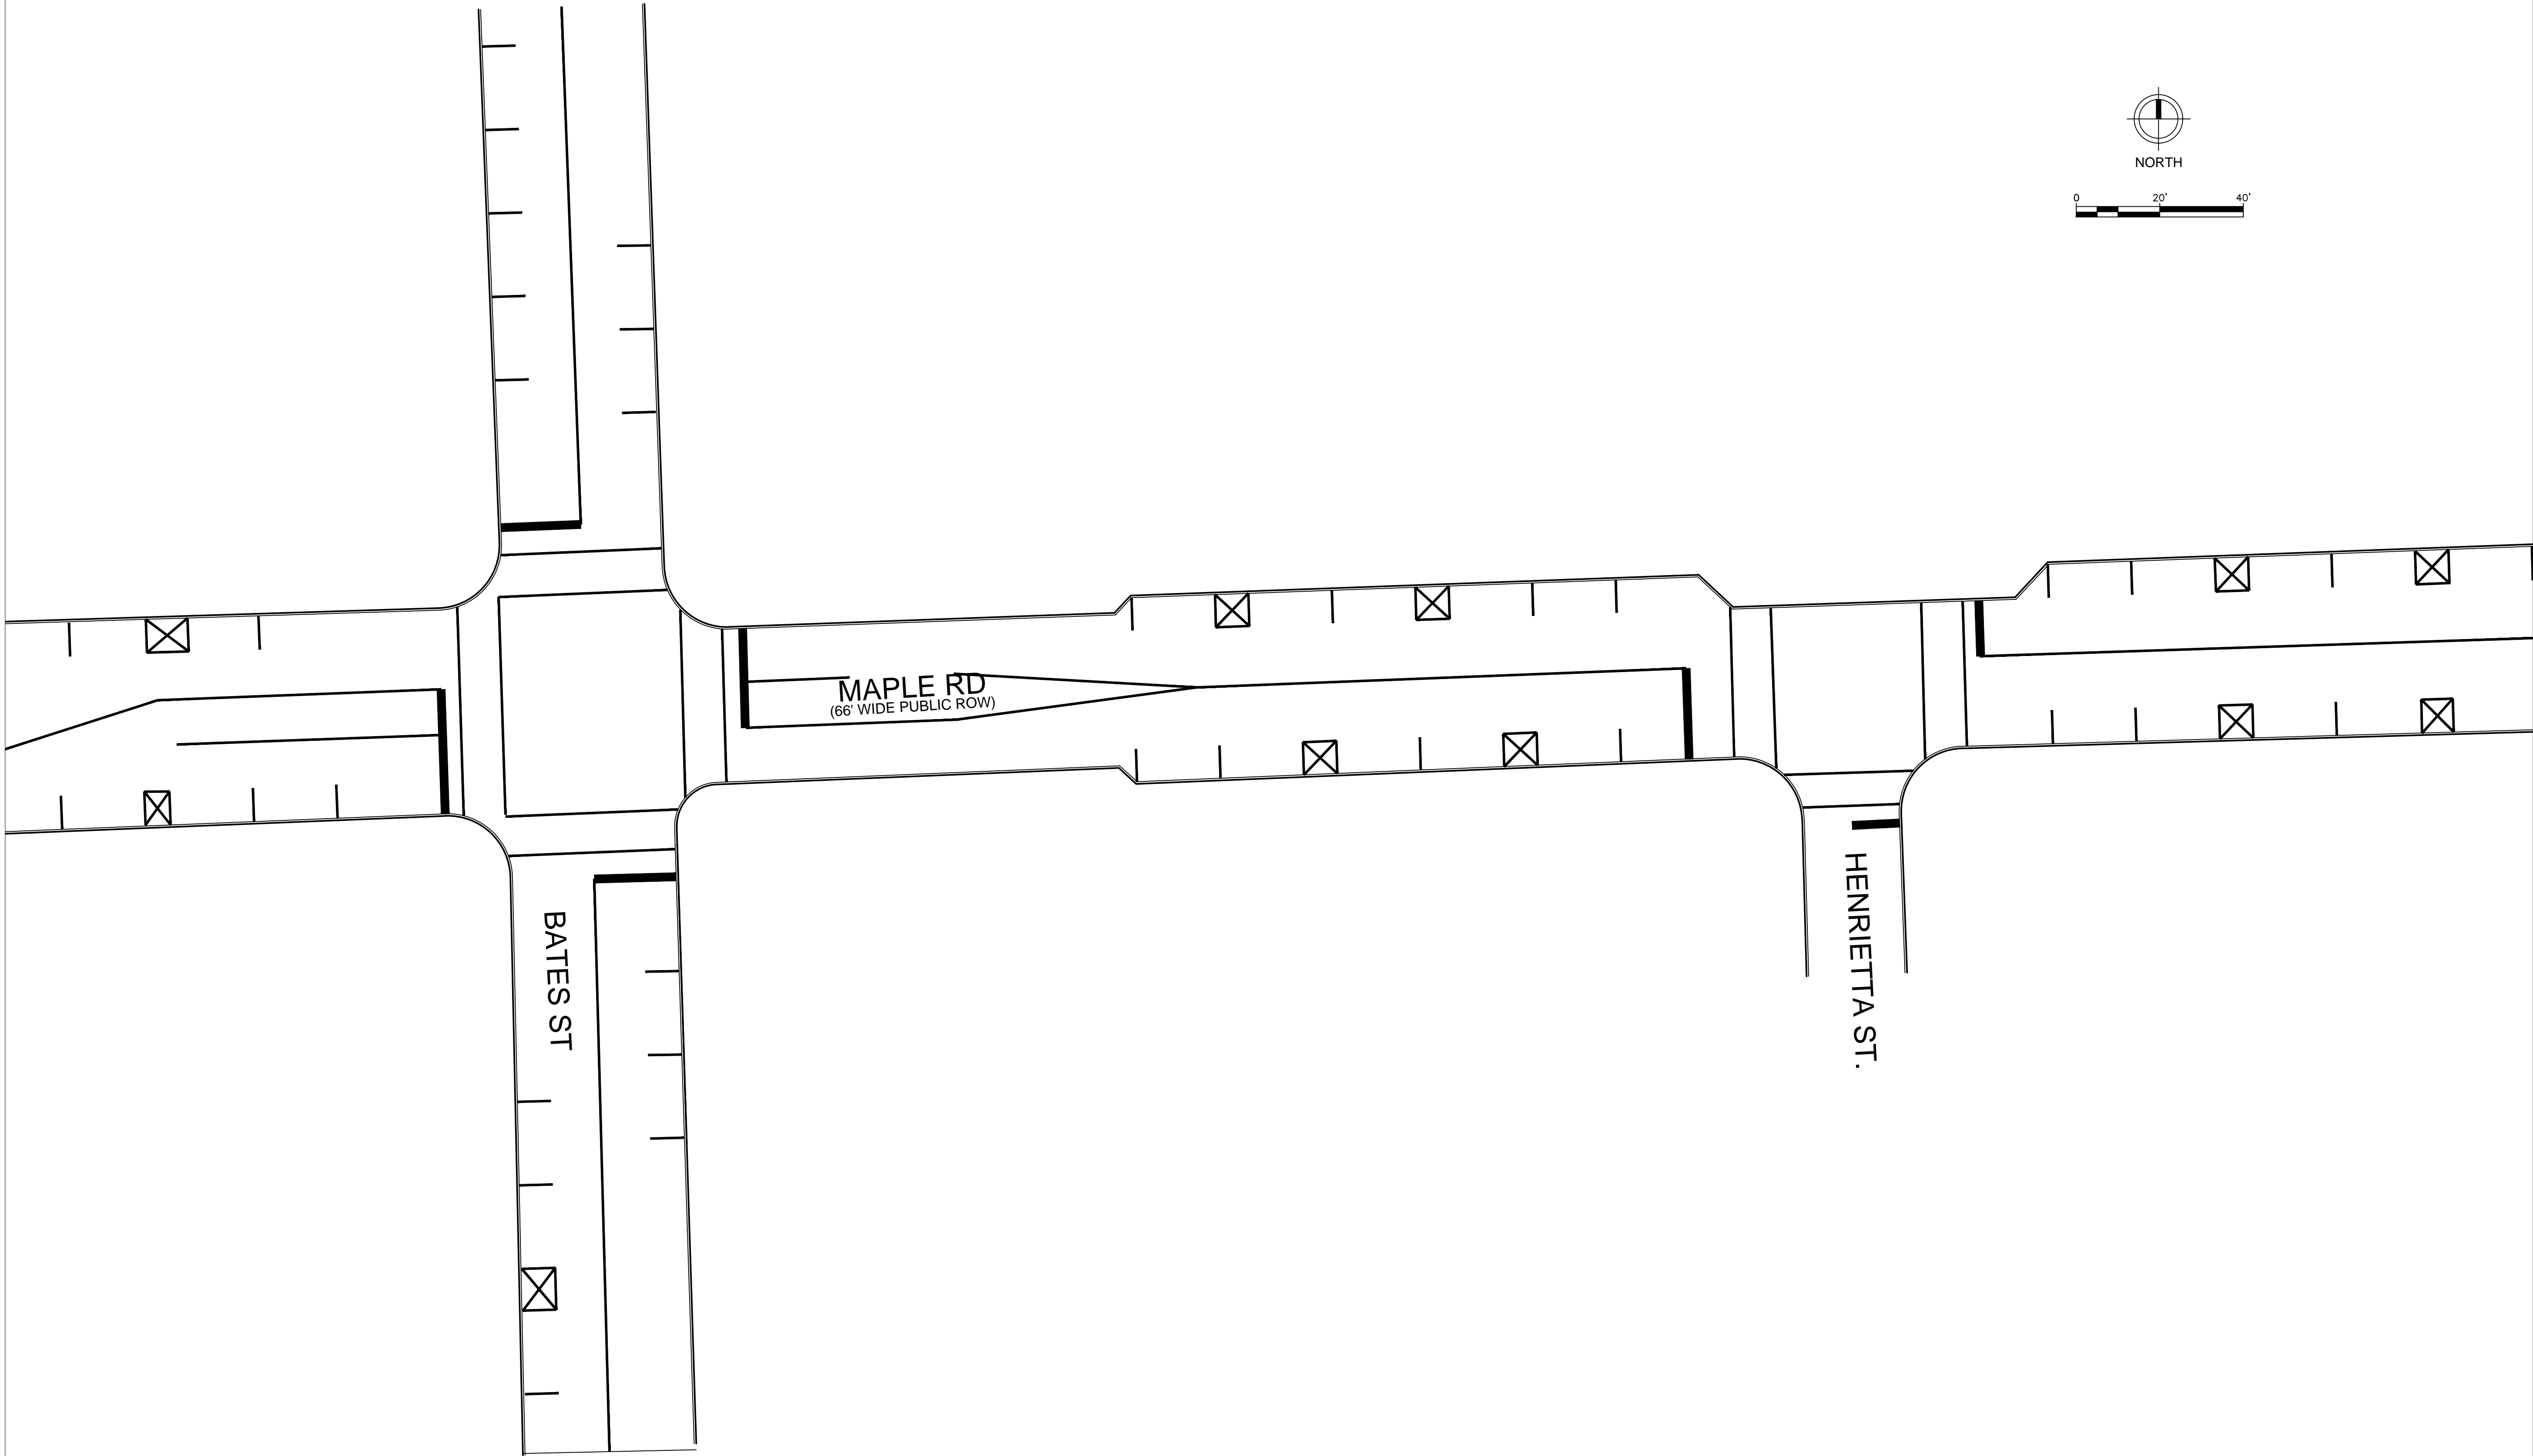 NORTH
0 20' 40'
MAPLE RD
(66' WIDE PUBLIC ROW)
BATES ST
HENRIETTA ST.